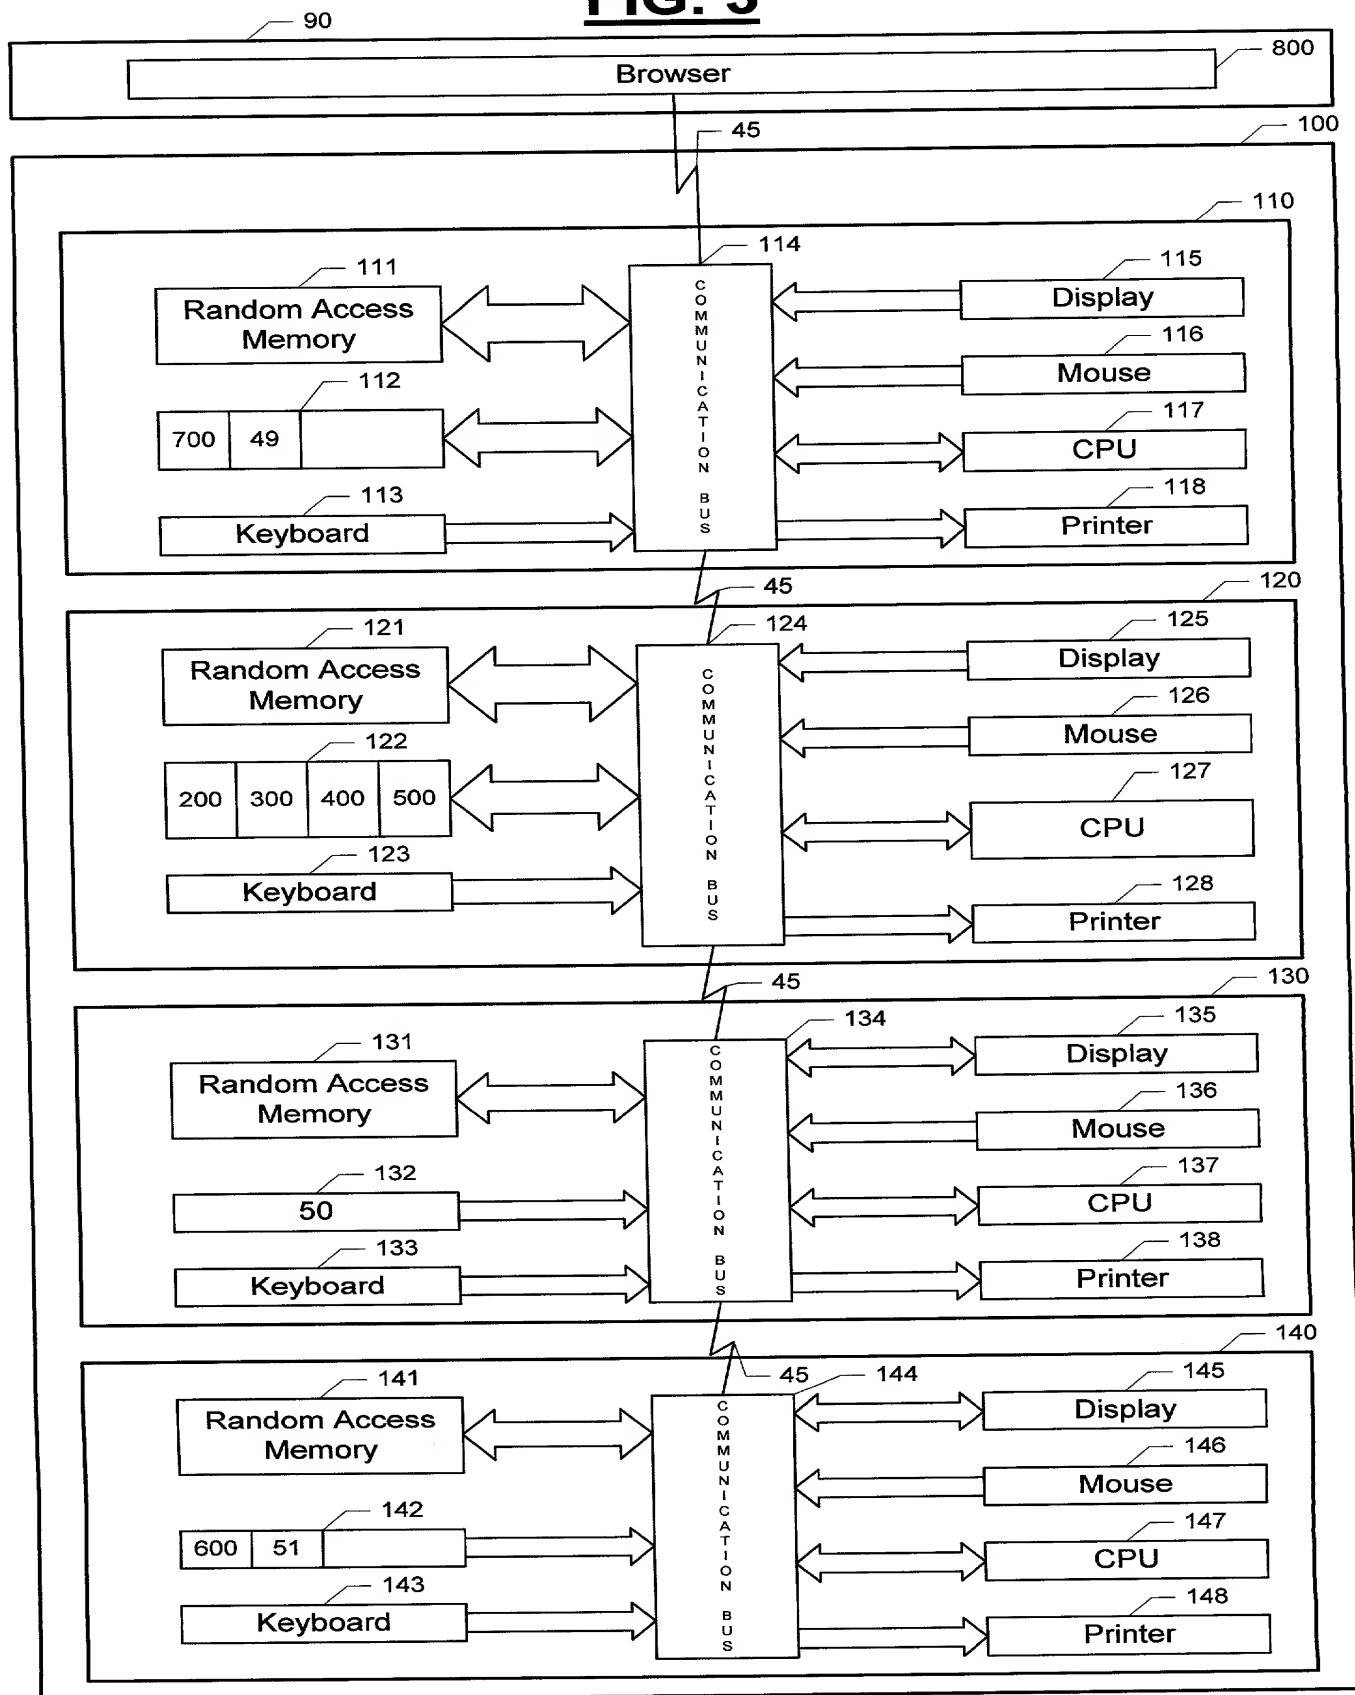 FIG. 3
90
800
Browser
45
100
110
111
114
115
Random Access
Memory
Display
116
Mouse
112
117
700 49
CPU
113
118
Keyboard
Printer
COMMUNICATION BUS
45
120
121
124
125
Random Access
Memory
Display
126
Mouse
122
127
200 300 400 500
CPU
123
128
Keyboard
Printer
COMMUNICATION BUS
45
130
131
134
135
Random Access
Memory
Display
136
Mouse
132
137
50
CPU
133
138
Keyboard
Printer
COMMUNICATION BUS
45
140
141
144
145
Random Access
Memory
Display
146
Mouse
142
147
600 51
CPU
143
148
Keyboard
Printer
COMMUNICATION BUS